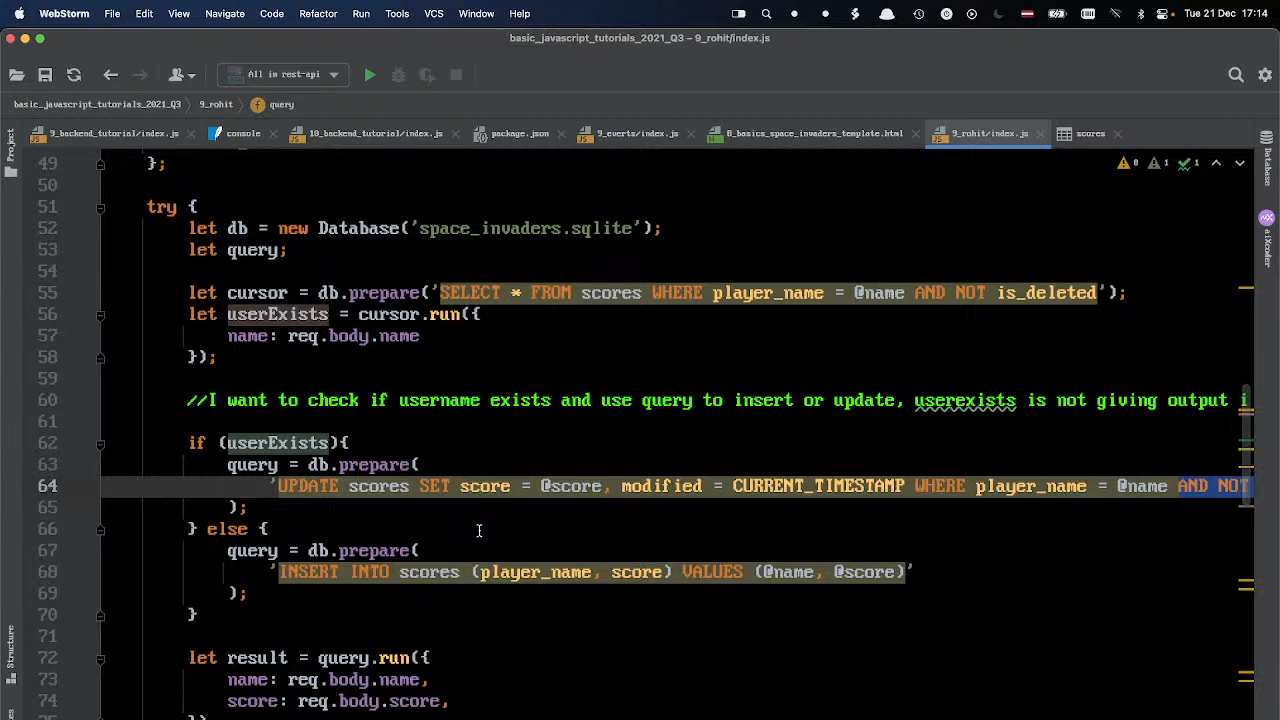 WebStorm File Edit View Navigate Code Refactor Run Tools VCS Window Help Tue 21 Dec 17:14
basic_javascript_tutorials_2021_Q3 – 9_rohit/index.js
All in rest-api
basic_javascript_tutorials_2021_Q3 9_rohit f query
9_backend_tutorial/index.js console 10_backend_tutorial/index.js package.json 9_everts/index.js 8_basics_space_invaders_template.html 9_rohit/index.js scores
Project
Database
aiXcoder
Structure
8 1 1
49 };
50
51 try {
52 let db = new Database('space_invaders.sqlite');
53 let query;
54
55 let cursor = db.prepare('SELECT * FROM scores WHERE player_name = @name AND NOT is_deleted');
56 let userExists = cursor.run({
57 name: req.body.name
58 });
59
60 //I want to check if username exists and use query to insert or update, userexists is not giving output i
61
62 if (userExists){
63 query = db.prepare(
64 'UPDATE scores SET score = @score, modified = CURRENT_TIMESTAMP WHERE player_name = @name AND NOT
65 );
66 } else {
67 query = db.prepare(
68 'INSERT INTO scores (player_name, score) VALUES (@name, @score)'
69 );
70 }
71
72 let result = query.run({
73 name: req.body.name,
74 score: req.body.score,